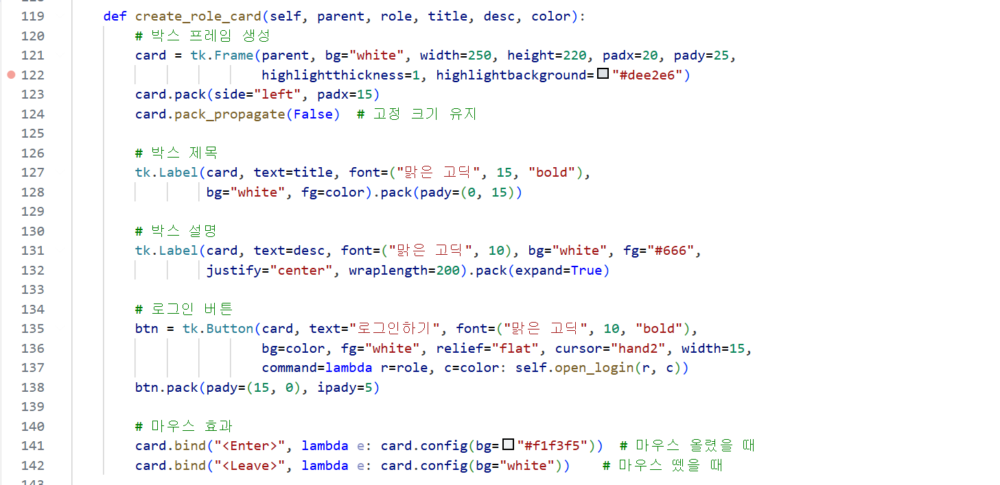 119 def create_role_card(self, parent, role, title, desc, color):
120 # 박스 프레임 생성
121 card = tk.Frame(parent, bg="white", width=250, height=220, padx=20, pady=25,
122 highlightthickness=1, highlightbackground="#dee2e6")
123 card.pack(side="left", padx=15)
124 card.pack_propagate(False)  # 고정 크기 유지
125
126 # 박스 제목
127 tk.Label(card, text=title, font=("맑은 고딕", 15, "bold"),
128 bg="white", fg=color).pack(pady=(0, 15))
129
130 # 박스 설명
131 tk.Label(card, text=desc, font=("맑은 고딕", 10), bg="white", fg="#666",
132 justify="center", wraplength=200).pack(expand=True)
133
134 # 로그인 버튼
135 btn = tk.Button(card, text="로그인하기", font=("맑은 고딕", 10, "bold"),
136 bg=color, fg="white", relief="flat", cursor="hand2", width=15,
137 command=lambda r=role, c=color: self.open_login(r, c))
138 btn.pack(pady=(15, 0), ipady=5)
139
140 # 마우스 효과
141 card.bind("<Enter>", lambda e: card.config(bg="#f1f3f5"))  # 마우스 올렸을 때
142 card.bind("<Leave>", lambda e: card.config(bg="white"))    # 마우스 뗐을 때